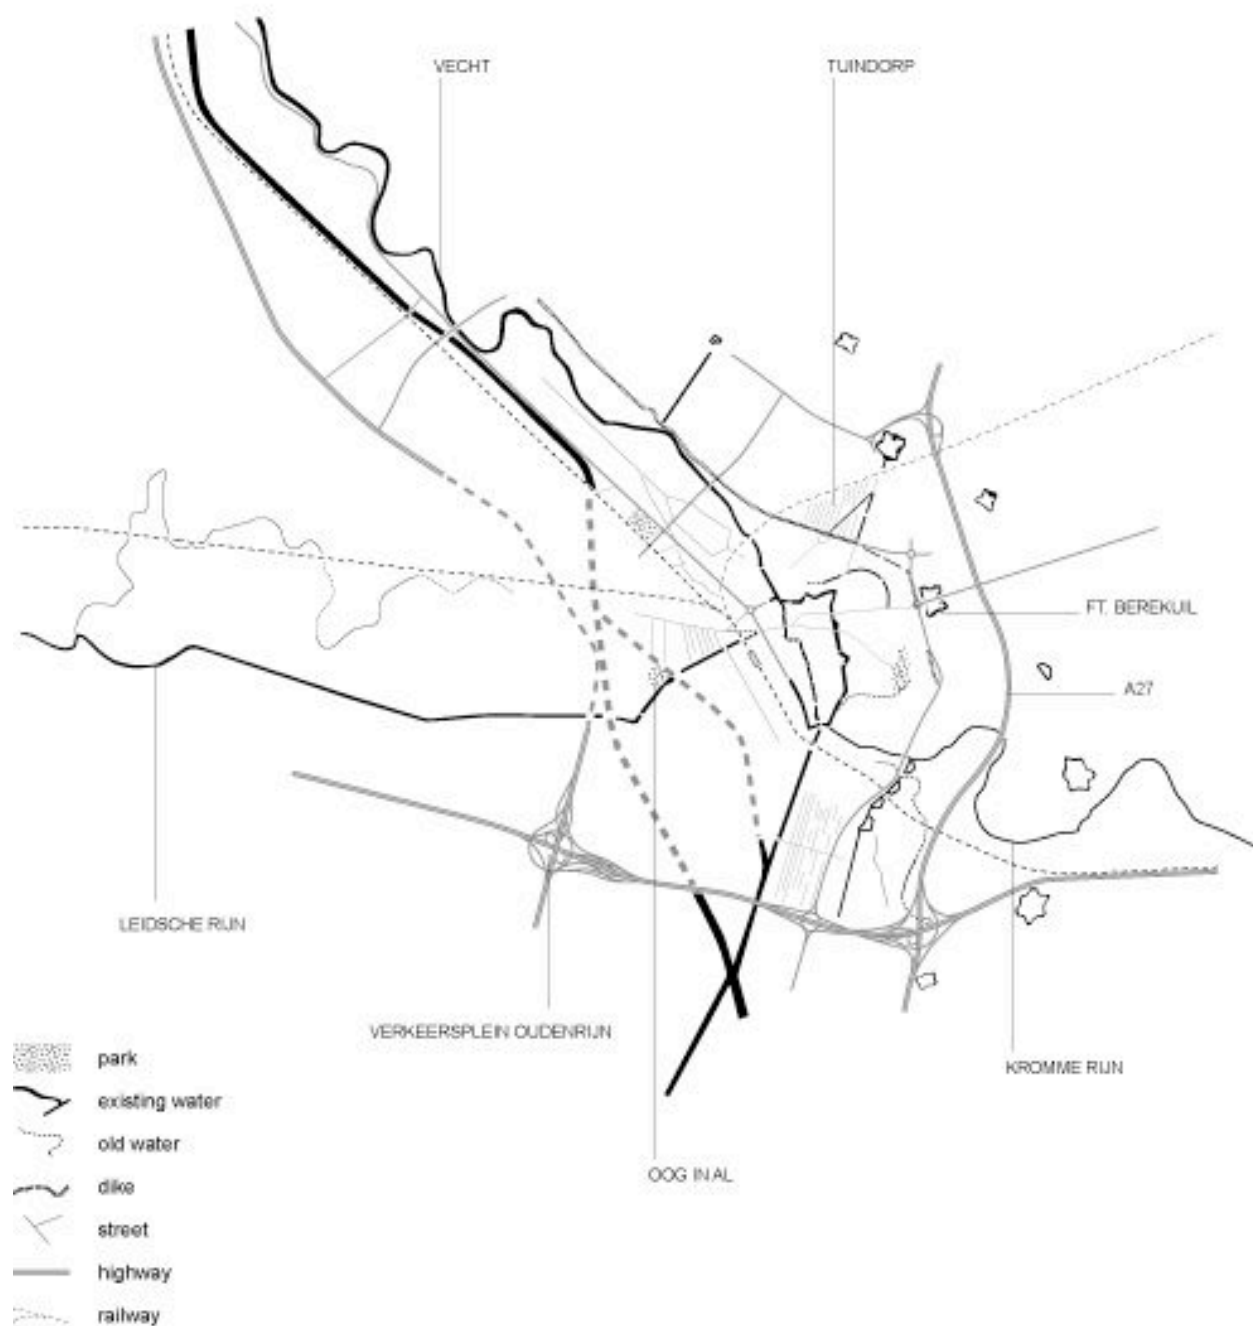 VECHT
TUINDORP
FT. BEREKUIL
A27
LEIDSCHE RIJN
VERKEERSPLEIN OUDENRIJN
KROMME RIJN
OOG IN AL
park
existing water
old water
dike
street
highway
railway